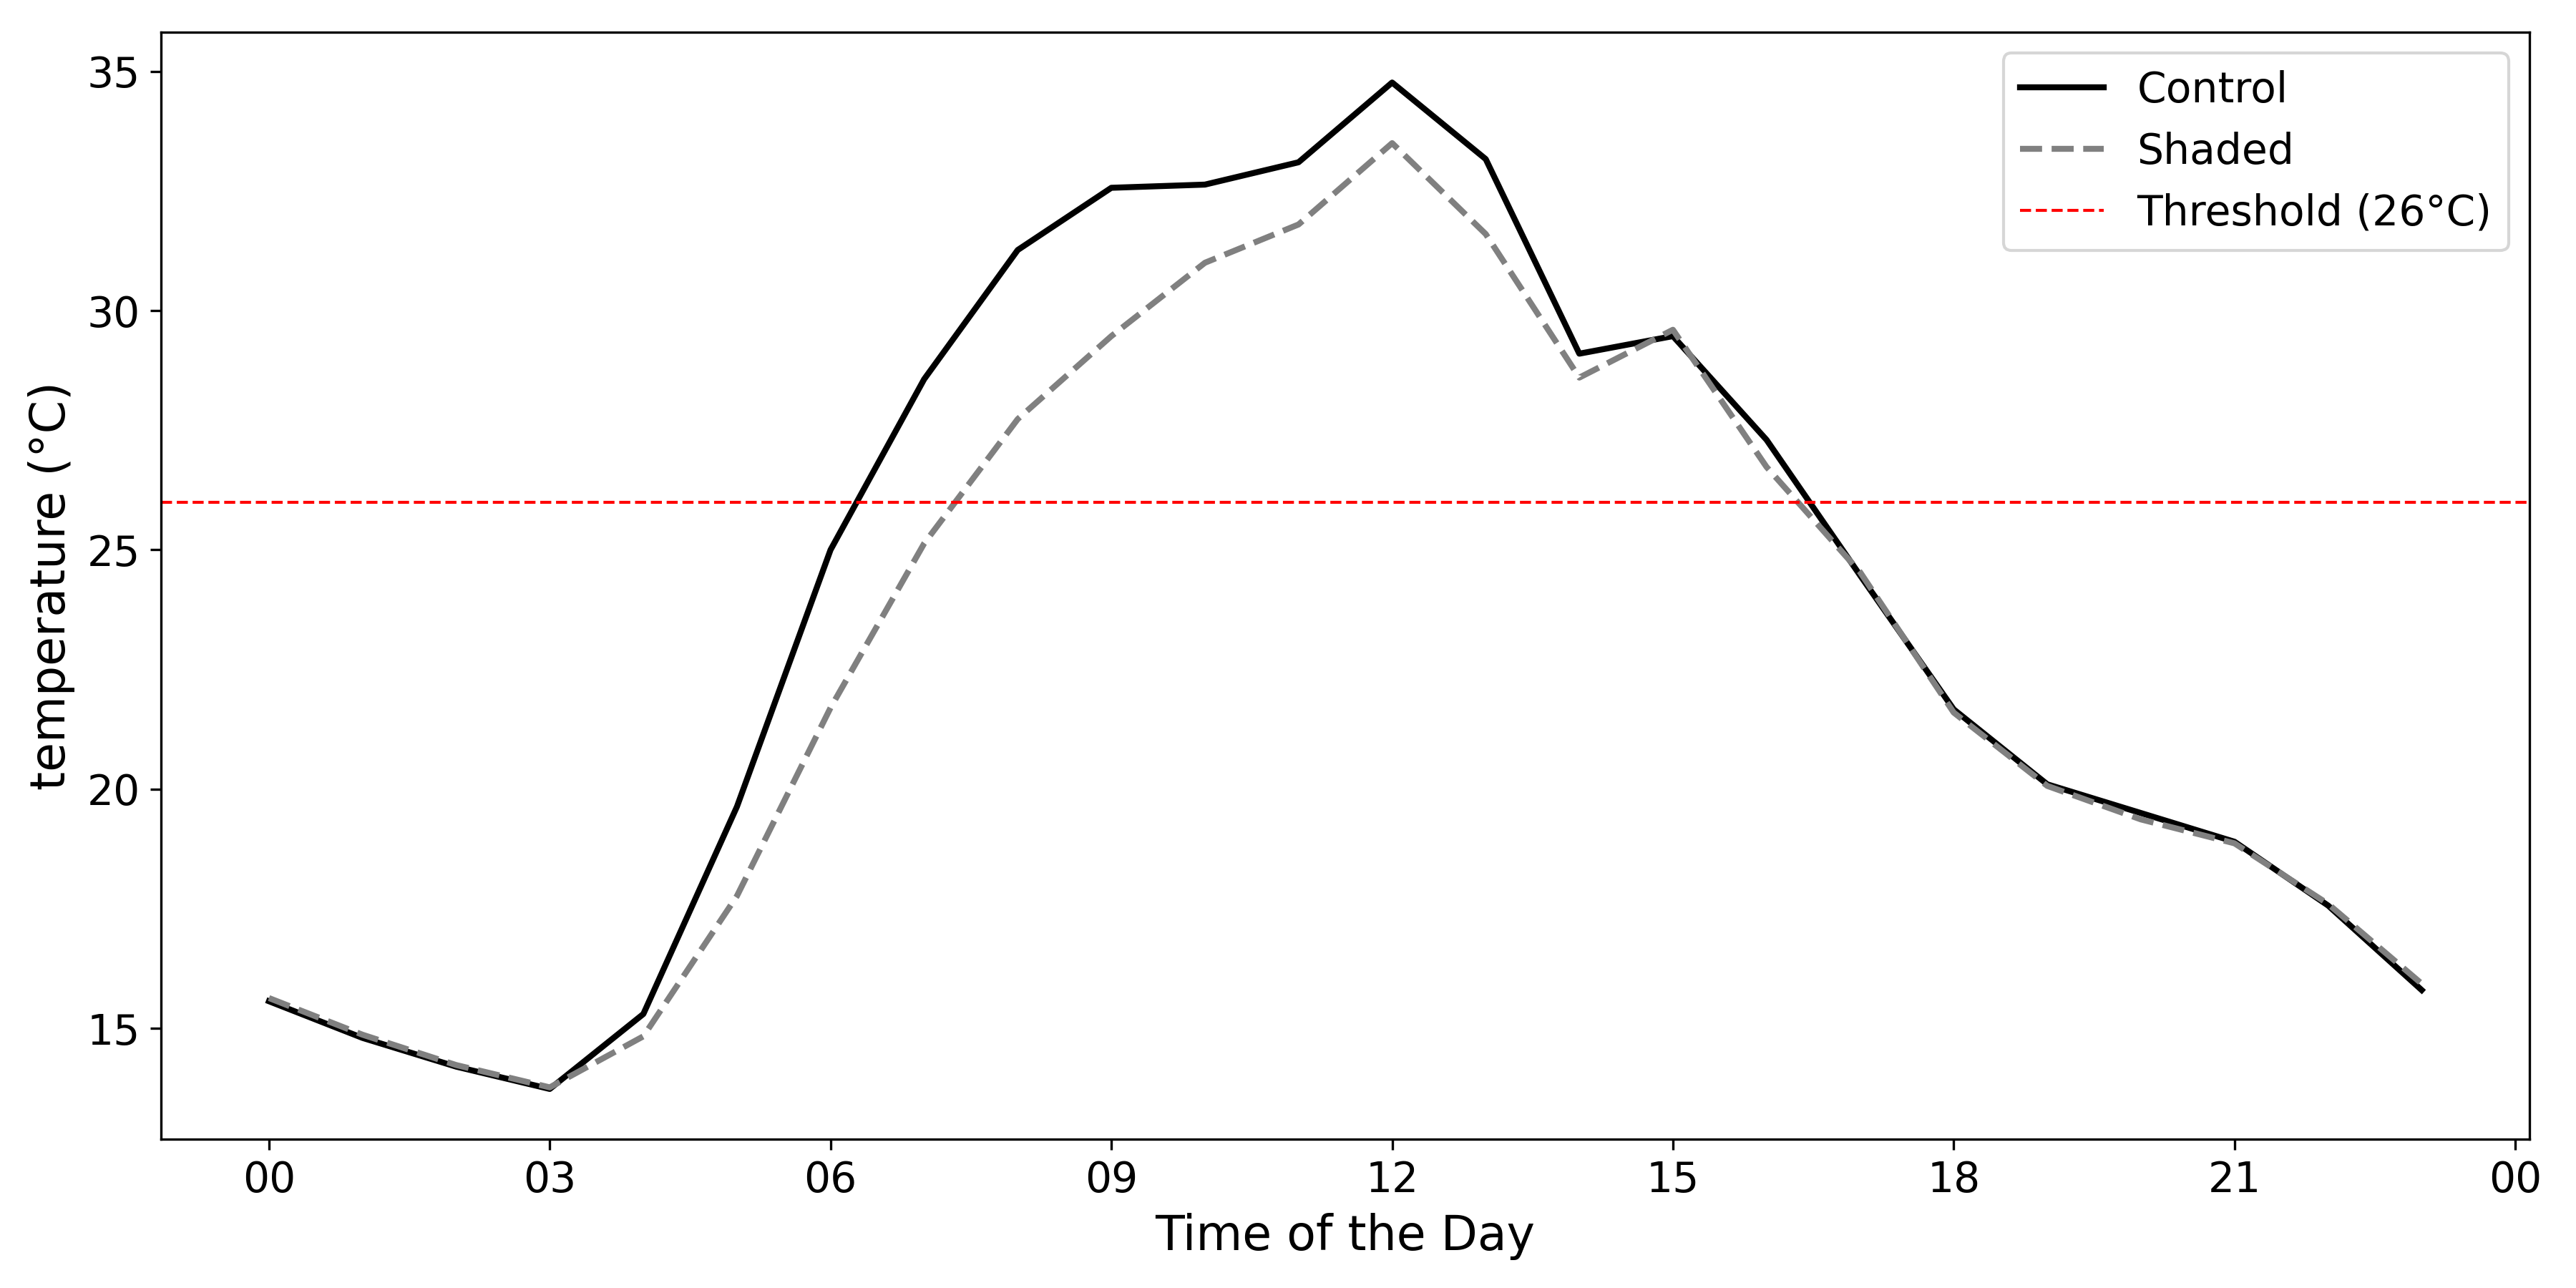 35
30
25
20
15
temperature (°C)
Control
Shaded
Threshold (26°C)
00 03 06 09 12 15 18 21 00
Time of the Day